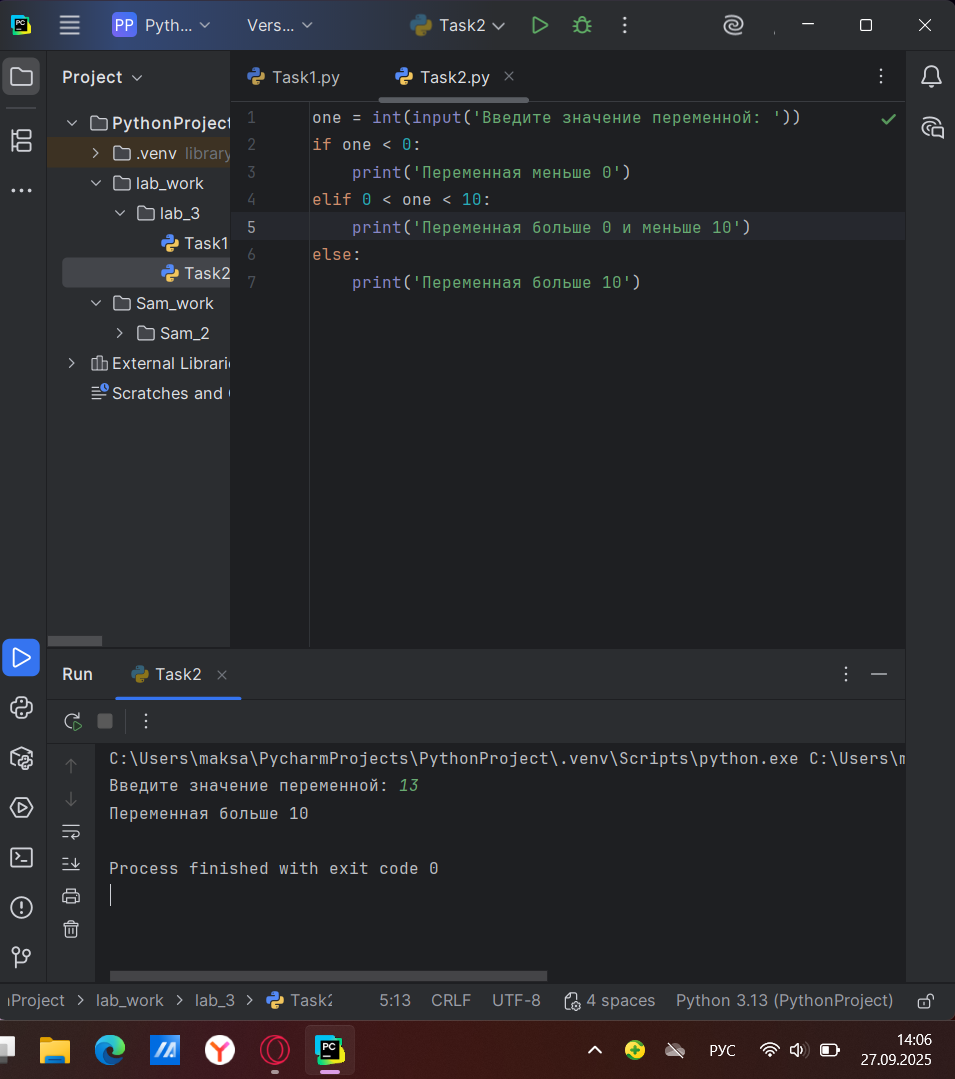 PC PP Pyth... Vers... Task2
Project
Task1.py
Task2.py
PythonProject
.venv library
lab_work
lab_3
Task1
Task2
Sam_work
Sam_2
External Librari
Scratches and
1 one = int(input('Введите значение переменной: '))
2 if one < 0:
3 print('Переменная меньше 0')
4 elif 0 < one < 10:
5 print('Переменная больше 0 и меньше 10')
6 else:
7 print('Переменная больше 10')
Run Task2
C:\Users\maksa\PycharmProjects\PythonProject\.venv\Scripts\python.exe C:\Users\m
Введите значение переменной: 13
Переменная больше 10
Process finished with exit code 0
Project > lab_work > lab_3 > Task2 5:13 CRLF UTF-8 4 spaces Python 3.13 (PythonProject)
PC РУС 14:06
27.09.2025